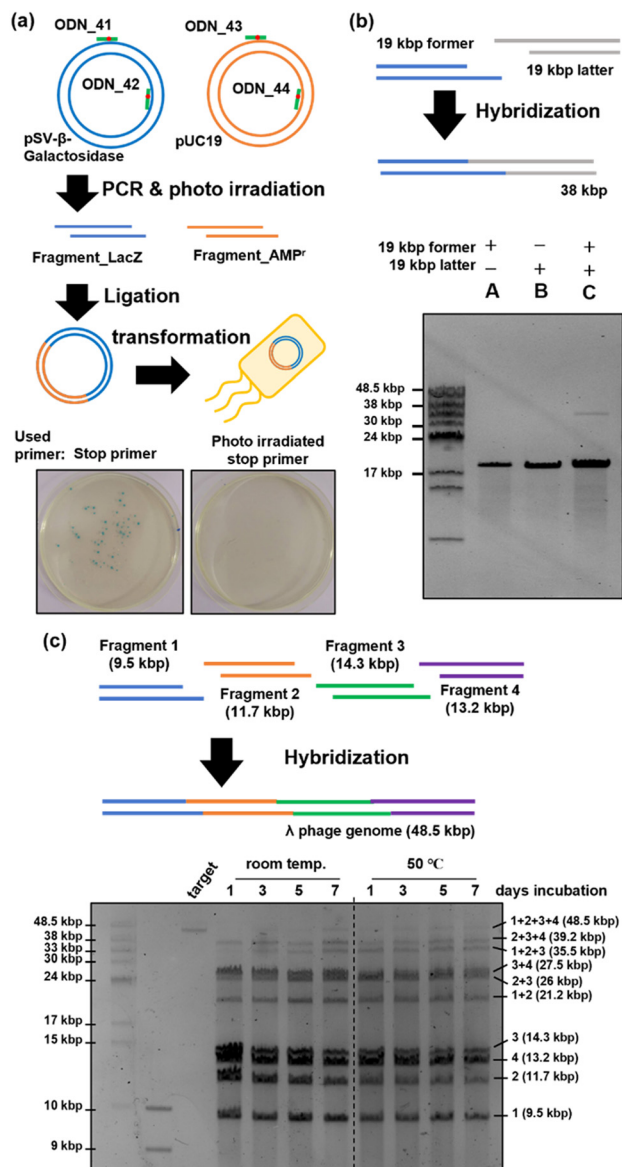 (a)
ODN_41
ODN_43
ODN_42
ODN_44
pSV-β-
Galactosidase
pUC19
PCR & photo irradiation
Fragment_LacZ
Fragment_AMPʳ
Ligation
transformation
Used
primer: Stop primer
Photo irradiated
stop primer
(b)
19 kbp former
19 kbp latter
Hybridization
38 kbp
19 kbp former + − +
19 kbp latter − + +
A B C
48.5 kbp
38 kbp
30 kbp
24 kbp
17 kbp
(c)
Fragment 1
(9.5 kbp)
Fragment 2
(11.7 kbp)
Fragment 3
(14.3 kbp)
Fragment 4
(13.2 kbp)
Hybridization
λ phage genome (48.5 kbp)
target
room temp.
50 °C
1 3 5 7 1 3 5 7 days incubation
48.5 kbp
38 kbp
33 kbp
30 kbp
24 kbp
17 kbp
15 kbp
10 kbp
9 kbp
1+2+3+4 (48.5 kbp)
2+3+4 (39.2 kbp)
1+2+3 (35.5 kbp)
3+4 (27.5 kbp)
2+3 (26 kbp)
1+2 (21.2 kbp)
3 (14.3 kbp)
4 (13.2 kbp)
2 (11.7 kbp)
1 (9.5 kbp)